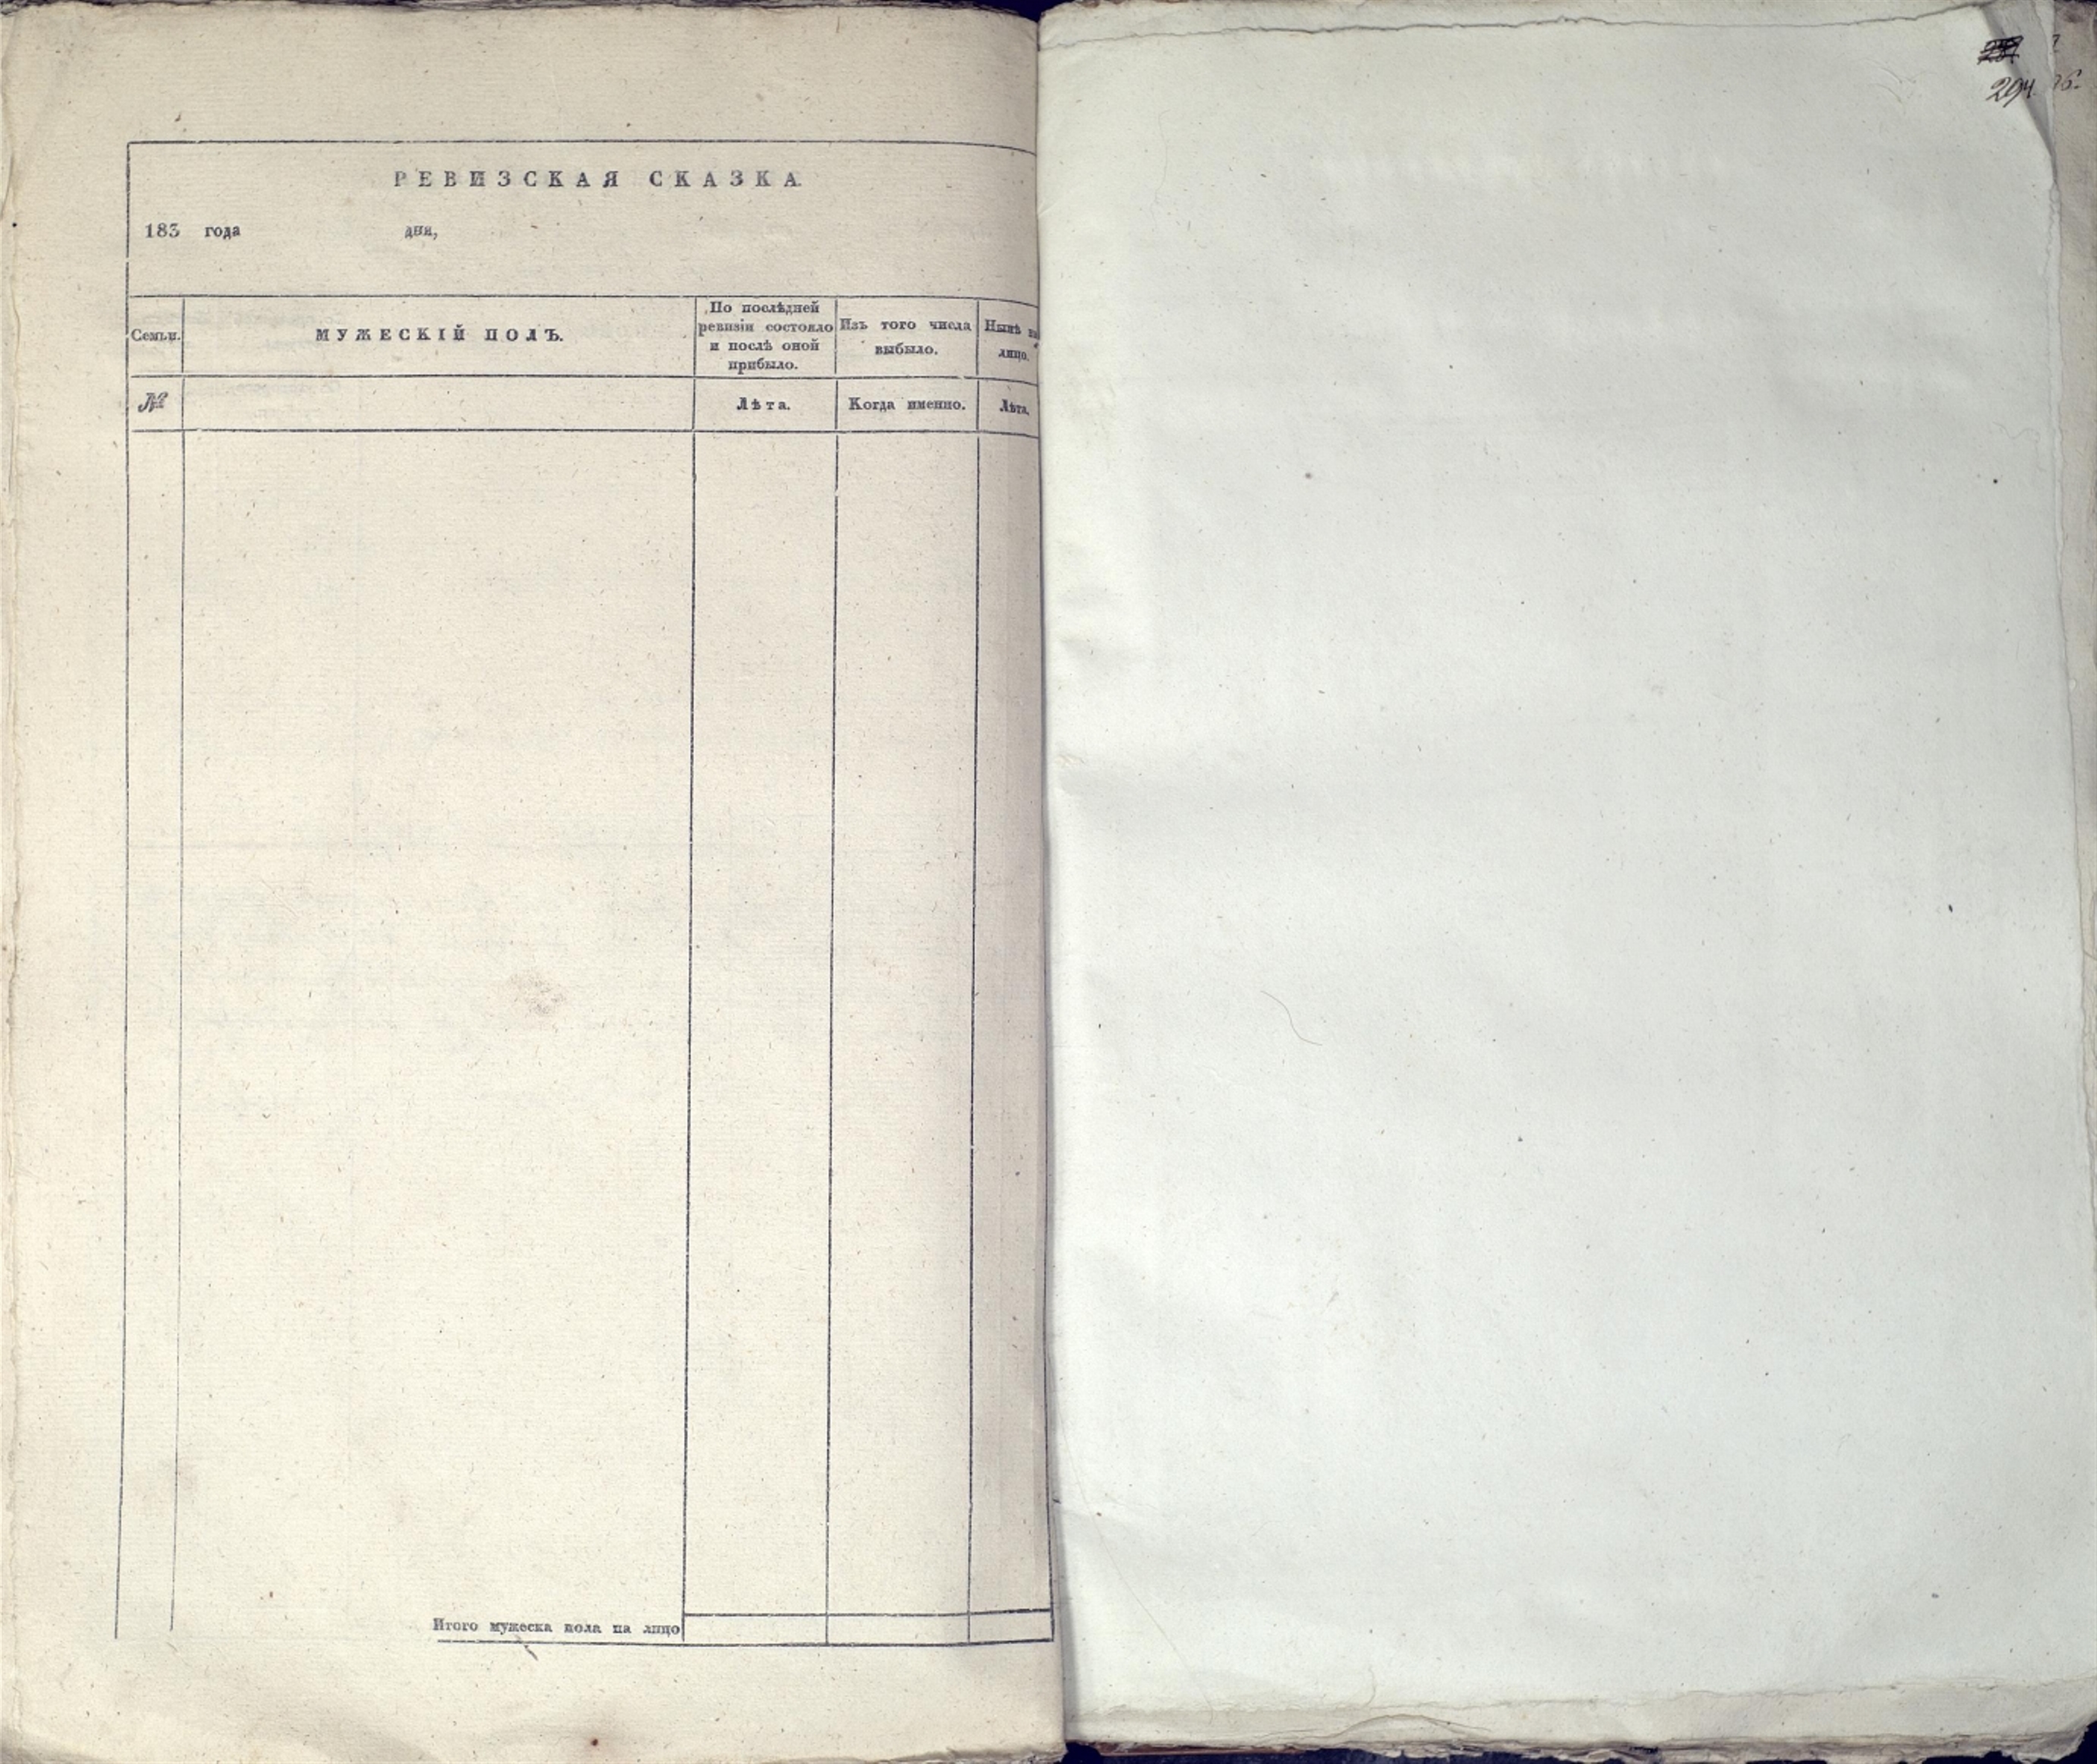 РЕВИЗСКАЯ СКАЗКА.
183 года дня,
Семьи.
МУЖЕСКІЙ ПОЛЪ.
По послѣдней
ревизіи состояло
и послѣ оной
прибыло.
Изъ того числа
выбыло.
Нынѣ на
лицо.
№
Лѣта.
Когда именно.
Лѣта.
Итого мужеска пола на лицо
294